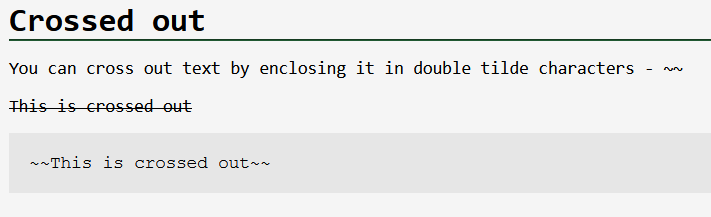 Crossed out
You can cross out text by enclosing it in double tilde characters - ~~
This is crossed out
~~This is crossed out~~